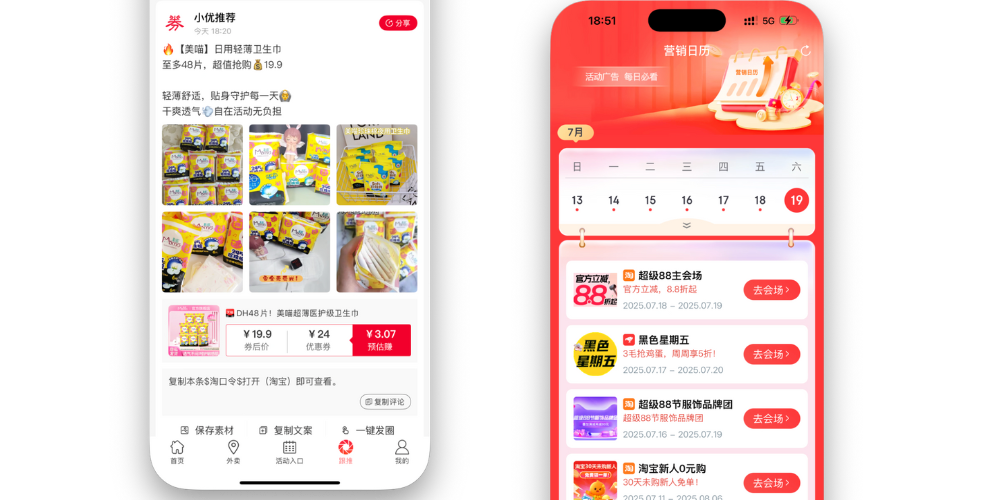 券
小优推荐
今天 18:20
分享
🔥【美喵】日用轻薄卫生巾
至多48片，超值抢购💰19.9
轻薄舒适，贴身守护每一天
干爽透气💨自在活动无负担
DH48片！美喵超薄医护级卫生巾
￥19.9
券后价
￥24
优惠券
￥3.07
预估赚
复制本条$淘口令$打开（淘宝）即可查看。
复制评论
保存素材
复制文案
一键发圈
首页
外卖
活动入口
我的
18:51
5G
营销日历
活动广告 每日必看
营销日历
7月
日 一 二 三 四 五 六
13 14 15 16 17 18 19
官方立减,
8.8折起
淘 超级88主会场
官方立减，8.8折起
2025.07.18 ~ 2025.07.19
去会场
黑色
星期五
黑色星期五
3毛抢鸡蛋，周周享5折！
2025.07.17 ~ 2025.07.20
去会场
淘 超级88节服饰品牌团
超级88节服饰品牌团
2025.07.16 ~ 2025.07.19
去会场
淘宝30天未购新人
淘 淘宝新人0元购
30天未购新人免单！
2025.07.11 ~ 2025.08.06
去会场